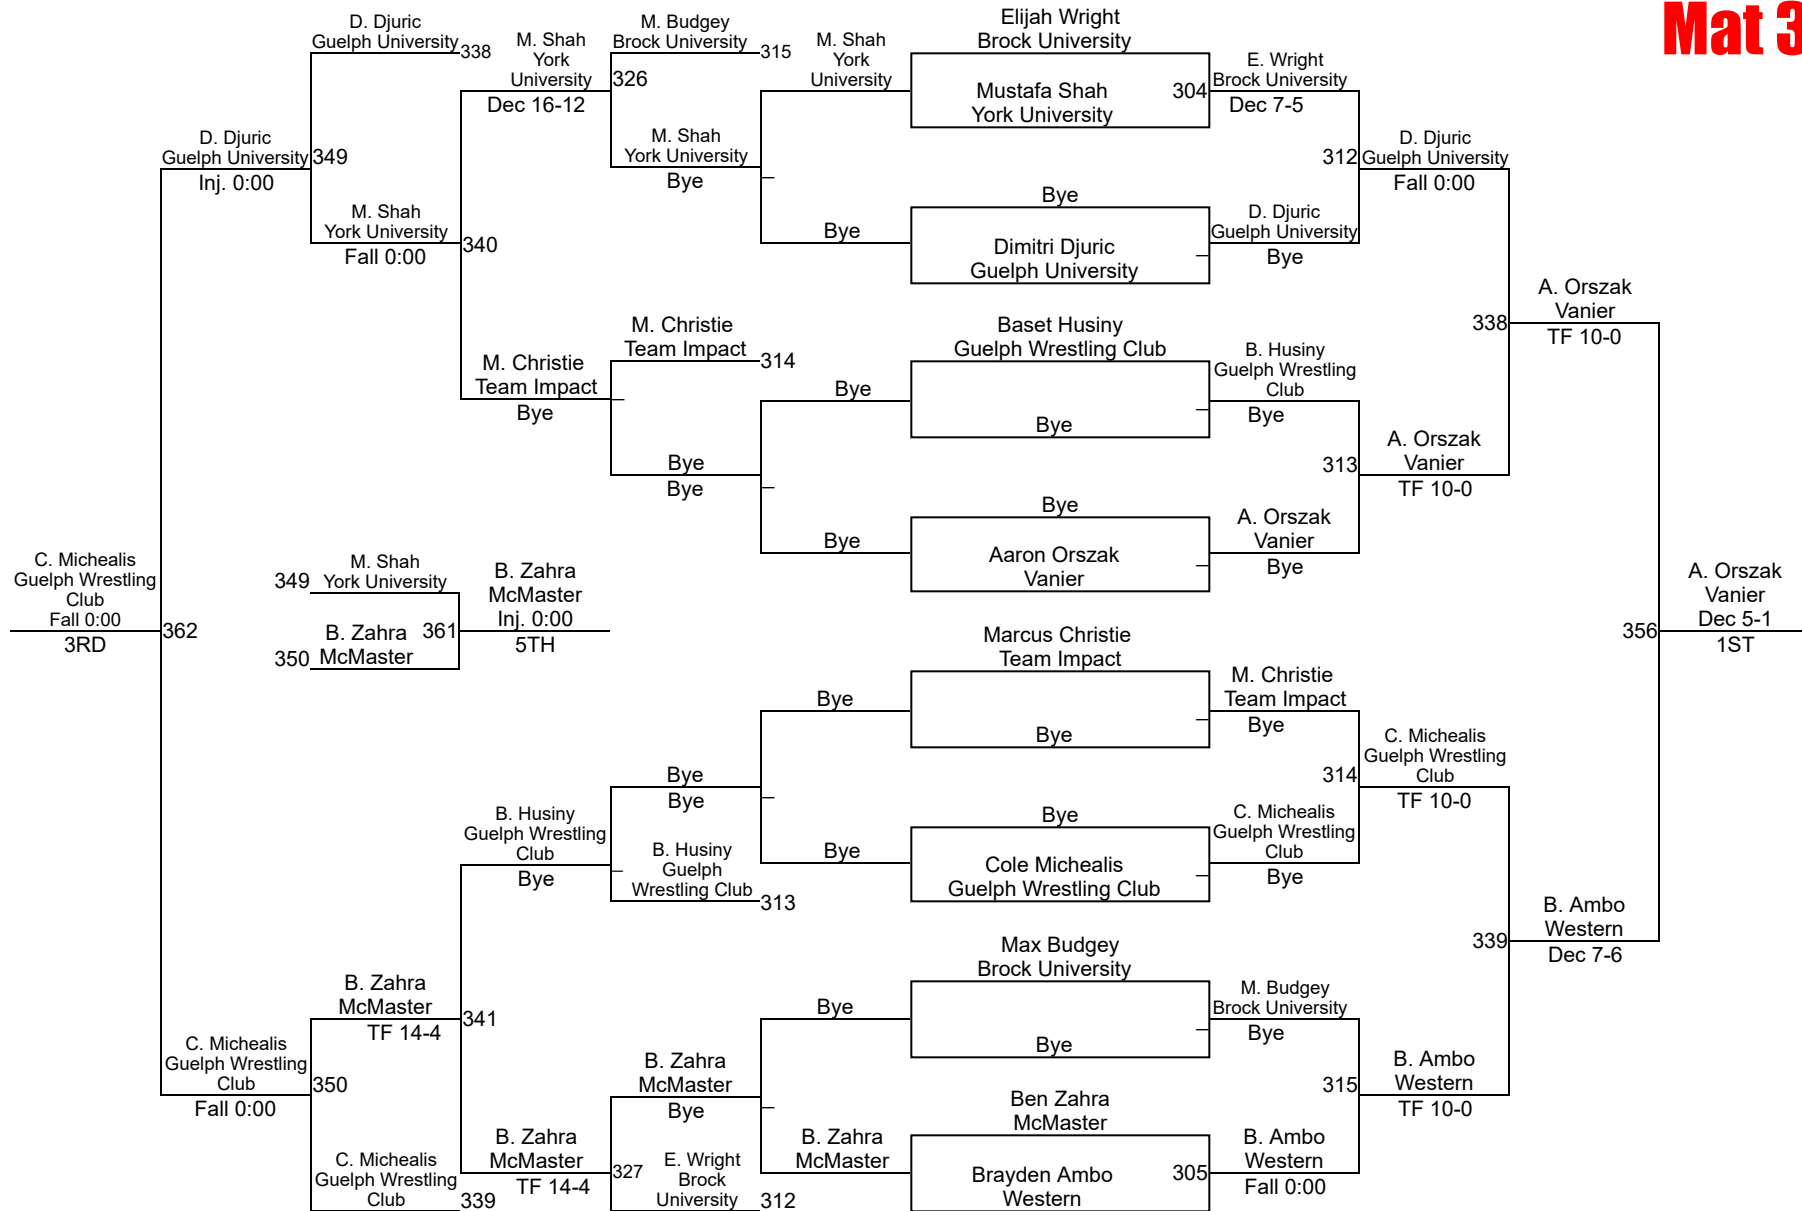 Mat 3
D. Djuric
Guelph University
338
M. Shah
York
University
Dec 16-12
M. Budgey
Brock University
315
326
M. Shah
York
University
Elijah Wright
Brock University
Mustafa Shah
York University
304
E. Wright
Brock University
Dec 7-5
D. Djuric
Guelph University
Inj. 0:00
349
M. Shah
York University
Bye
312
D. Djuric
Guelph University
Fall 0:00
M. Shah
York University
Fall 0:00
340
Bye
Bye
Dimitri Djuric
Guelph University
D. Djuric
Guelph University
Bye
A. Orszak
Vanier
TF 10-0
338
M. Christie
Team Impact
Bye
M. Christie
Team Impact
314
Bye
Baset Husiny
Guelph Wrestling Club
Bye
B. Husiny
Guelph Wrestling
Club
Bye
Bye
Bye
313
A. Orszak
Vanier
TF 10-0
Bye
Bye
Aaron Orszak
Vanier
A. Orszak
Vanier
Bye
C. Michealis
Guelph Wrestling
Club
Fall 0:00
3RD
362
349
M. Shah
York University
350
B. Zahra
McMaster
361
B. Zahra
McMaster
Inj. 0:00
5TH
356
A. Orszak
Vanier
Dec 5-1
1ST
Bye
Marcus Christie
Team Impact
Bye
M. Christie
Team Impact
Bye
Bye
Bye
314
C. Michealis
Guelph Wrestling
Club
TF 10-0
B. Husiny
Guelph Wrestling
Club
Bye
B. Husiny
Guelph
Wrestling Club
313
Bye
Bye
Cole Michealis
Guelph Wrestling Club
C. Michealis
Guelph Wrestling
Club
Bye
339
B. Ambo
Western
Dec 7-6
B. Zahra
McMaster
TF 14-4
341
Bye
Max Budgey
Brock University
Bye
M. Budgey
Brock University
Bye
C. Michealis
Guelph Wrestling
Club
Fall 0:00
350
B. Zahra
McMaster
Bye
315
B. Ambo
Western
TF 10-0
C. Michealis
Guelph Wrestling
Club
339
B. Zahra
McMaster
TF 14-4
327
E. Wright
Brock
University
312
B. Zahra
McMaster
Ben Zahra
McMaster
Brayden Ambo
Western
305
B. Ambo
Western
Fall 0:00